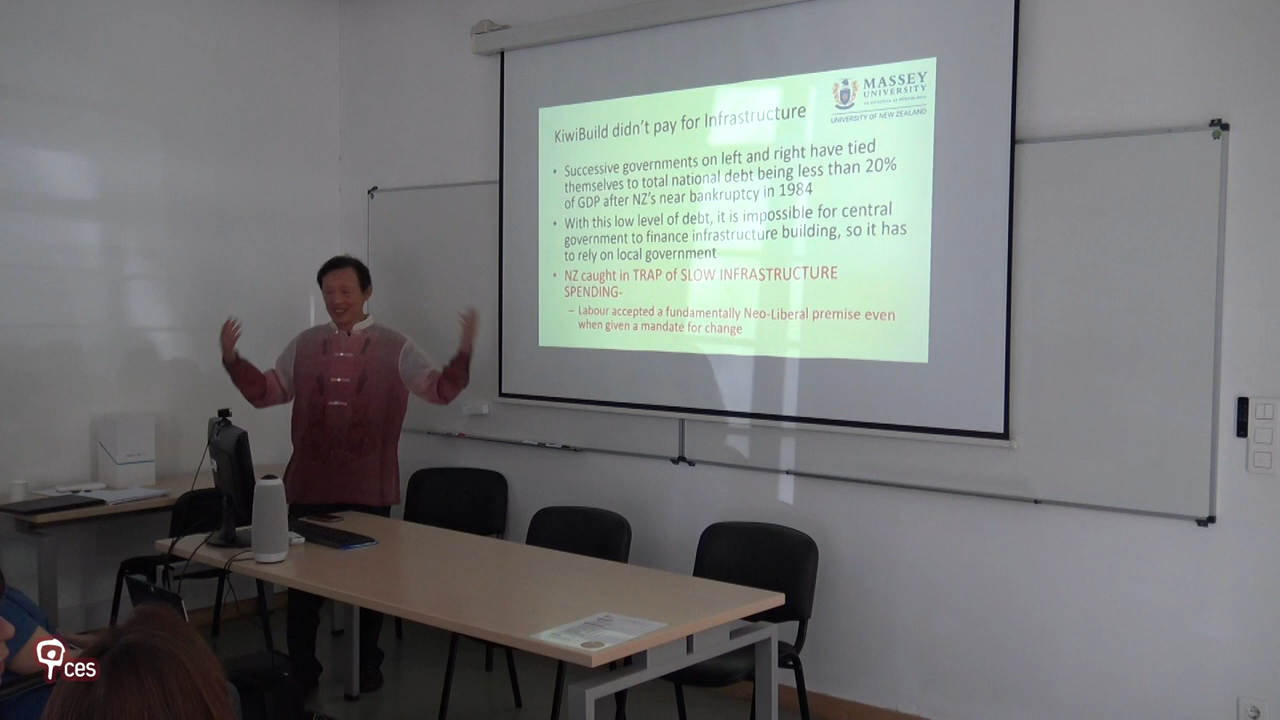 KiwiBuild didn't pay for Infrastructure
MASSEY
UNIVERSITY
UNIVERSITY OF NEW ZEALAND
• Successive governments on left and right have tied
themselves to total national debt being less than 20%
of GDP after NZ's near bankruptcy in 1984
• With this low level of debt, it is impossible for central
government to finance infrastructure building, so it has
to rely on local government
• NZ caught in TRAP of SLOW INFRASTRUCTURE
SPENDING-
– Labour accepted a fundamentally Neo-Liberal premise even
when given a mandate for change
ces